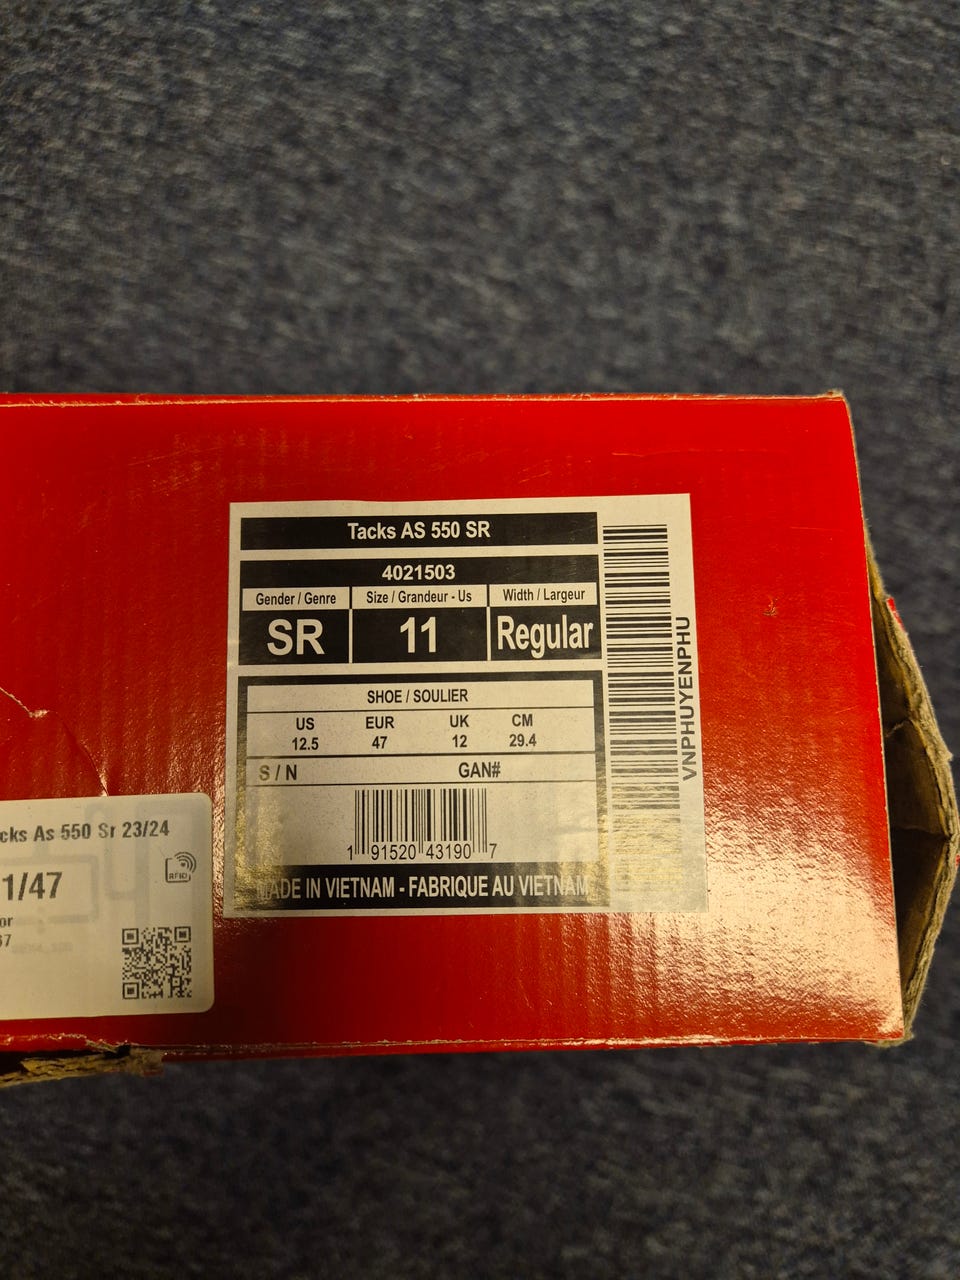 Tacks AS 550 SR
4021503
Gender / Genre
Size / Grandeur - Us
Width / Largeur
SR
11
Regular
SHOE / SOULIER
US EUR UK CM
12.5 47 12 29.4
S / N GAN#
1 91520 43190 7
MADE IN VIETNAM - FABRIQUE AU VIETNAM
VNPHUYENPHU
cks As 550 Sr 23/24
RFID
1/47
or
67